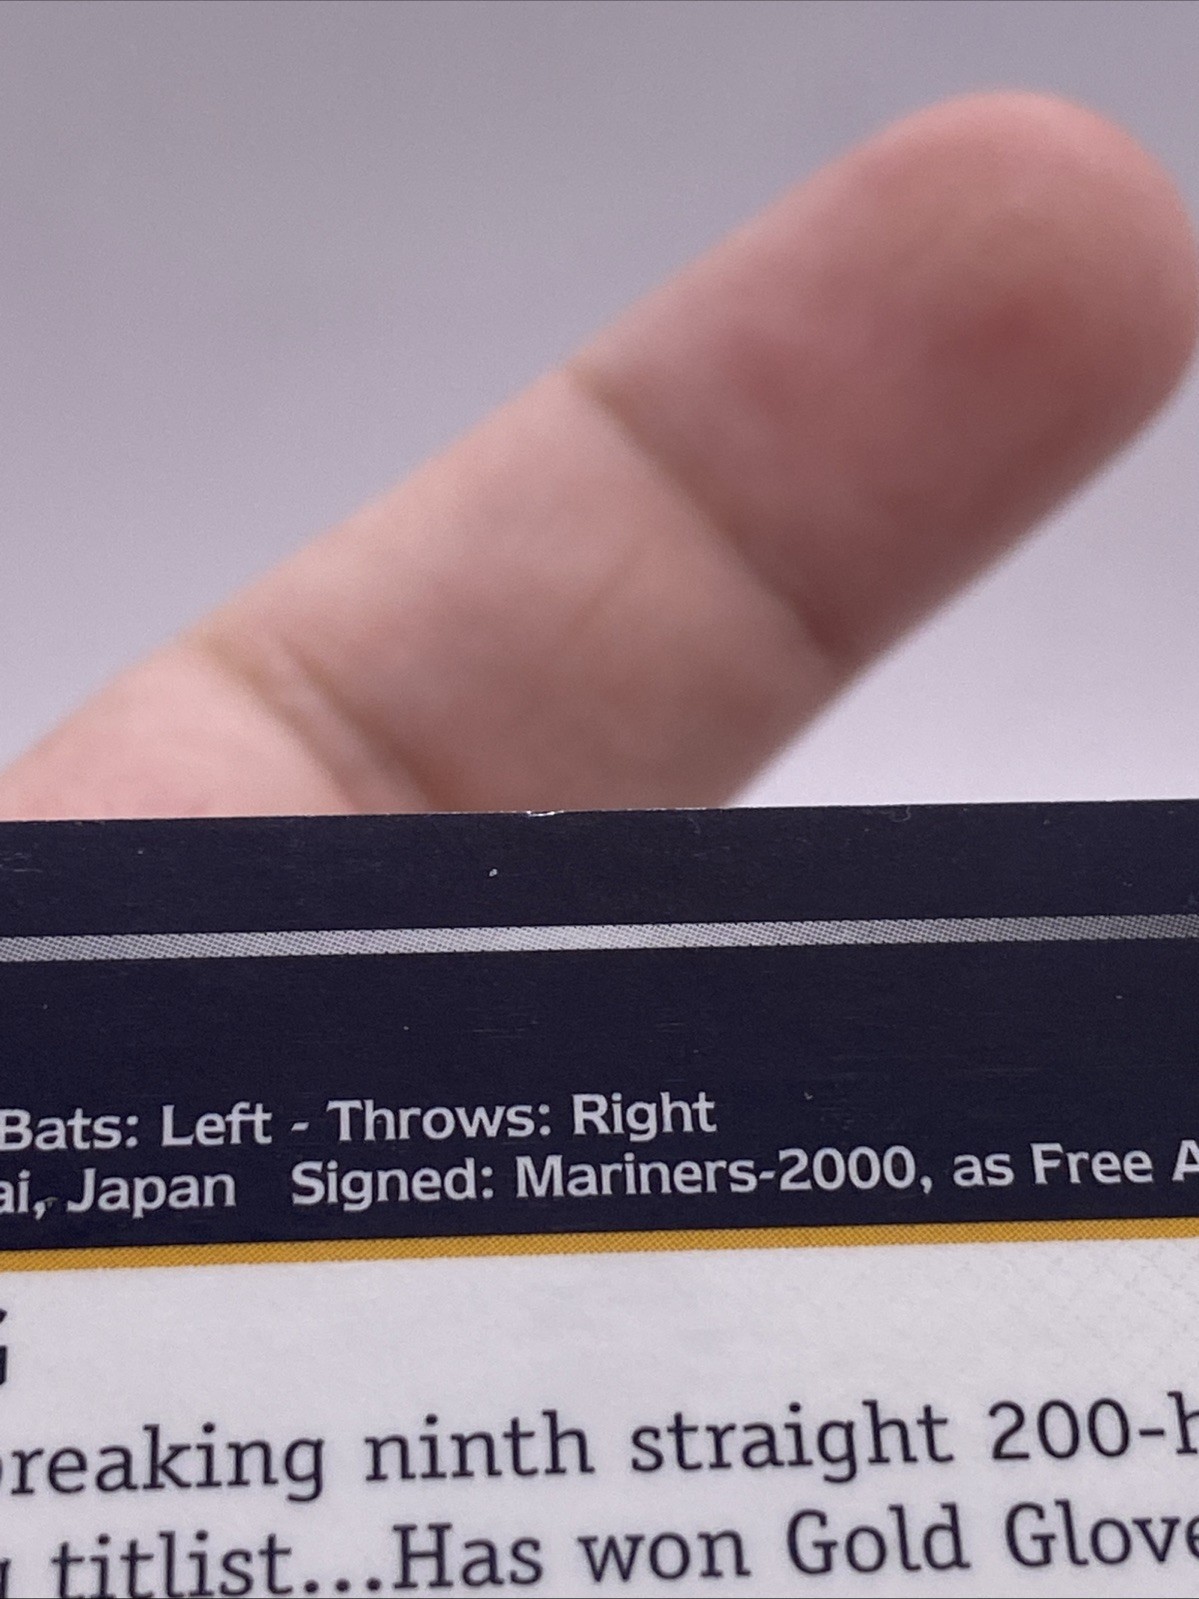 Bats: Left - Throws: Right
ai, Japan Signed: Mariners-2000, as Free A
G
breaking ninth straight 200-h
g titlist...Has won Gold Glove